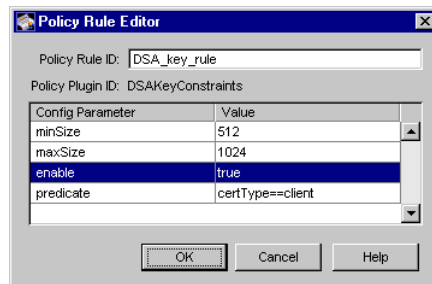 Policy Rule Editor
Policy Rule ID: DSA_key_rule
Policy Plugin ID: DSAKeyConstraints
Config Parameter Value
minSize 512
maxSize 1024
enable true
predicate certType==client
OK Cancel Help